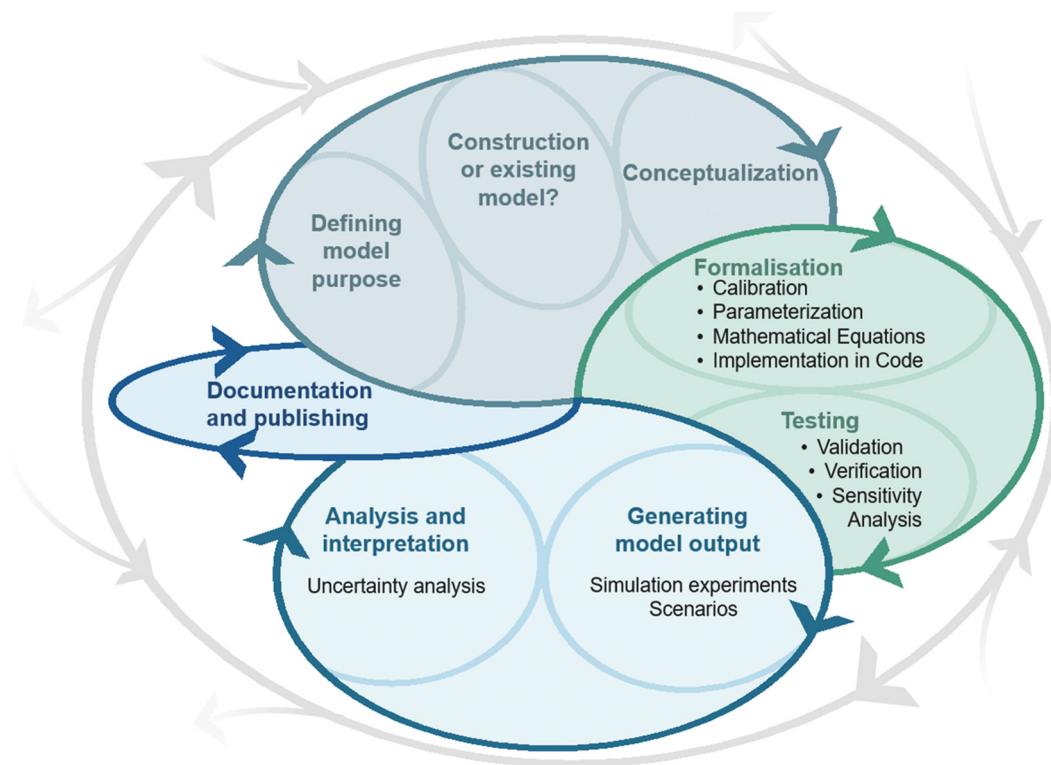 Defining
model
purpose
Construction
or existing
model?
Conceptualization
Formalisation
• Calibration
• Parameterization
• Mathematical Equations
• Implementation in Code
Testing
• Validation
• Verification
• Sensitivity
Analysis
Generating
model output
Simulation experiments
Scenarios
Analysis and
interpretation
Uncertainty analysis
Documentation
and publishing